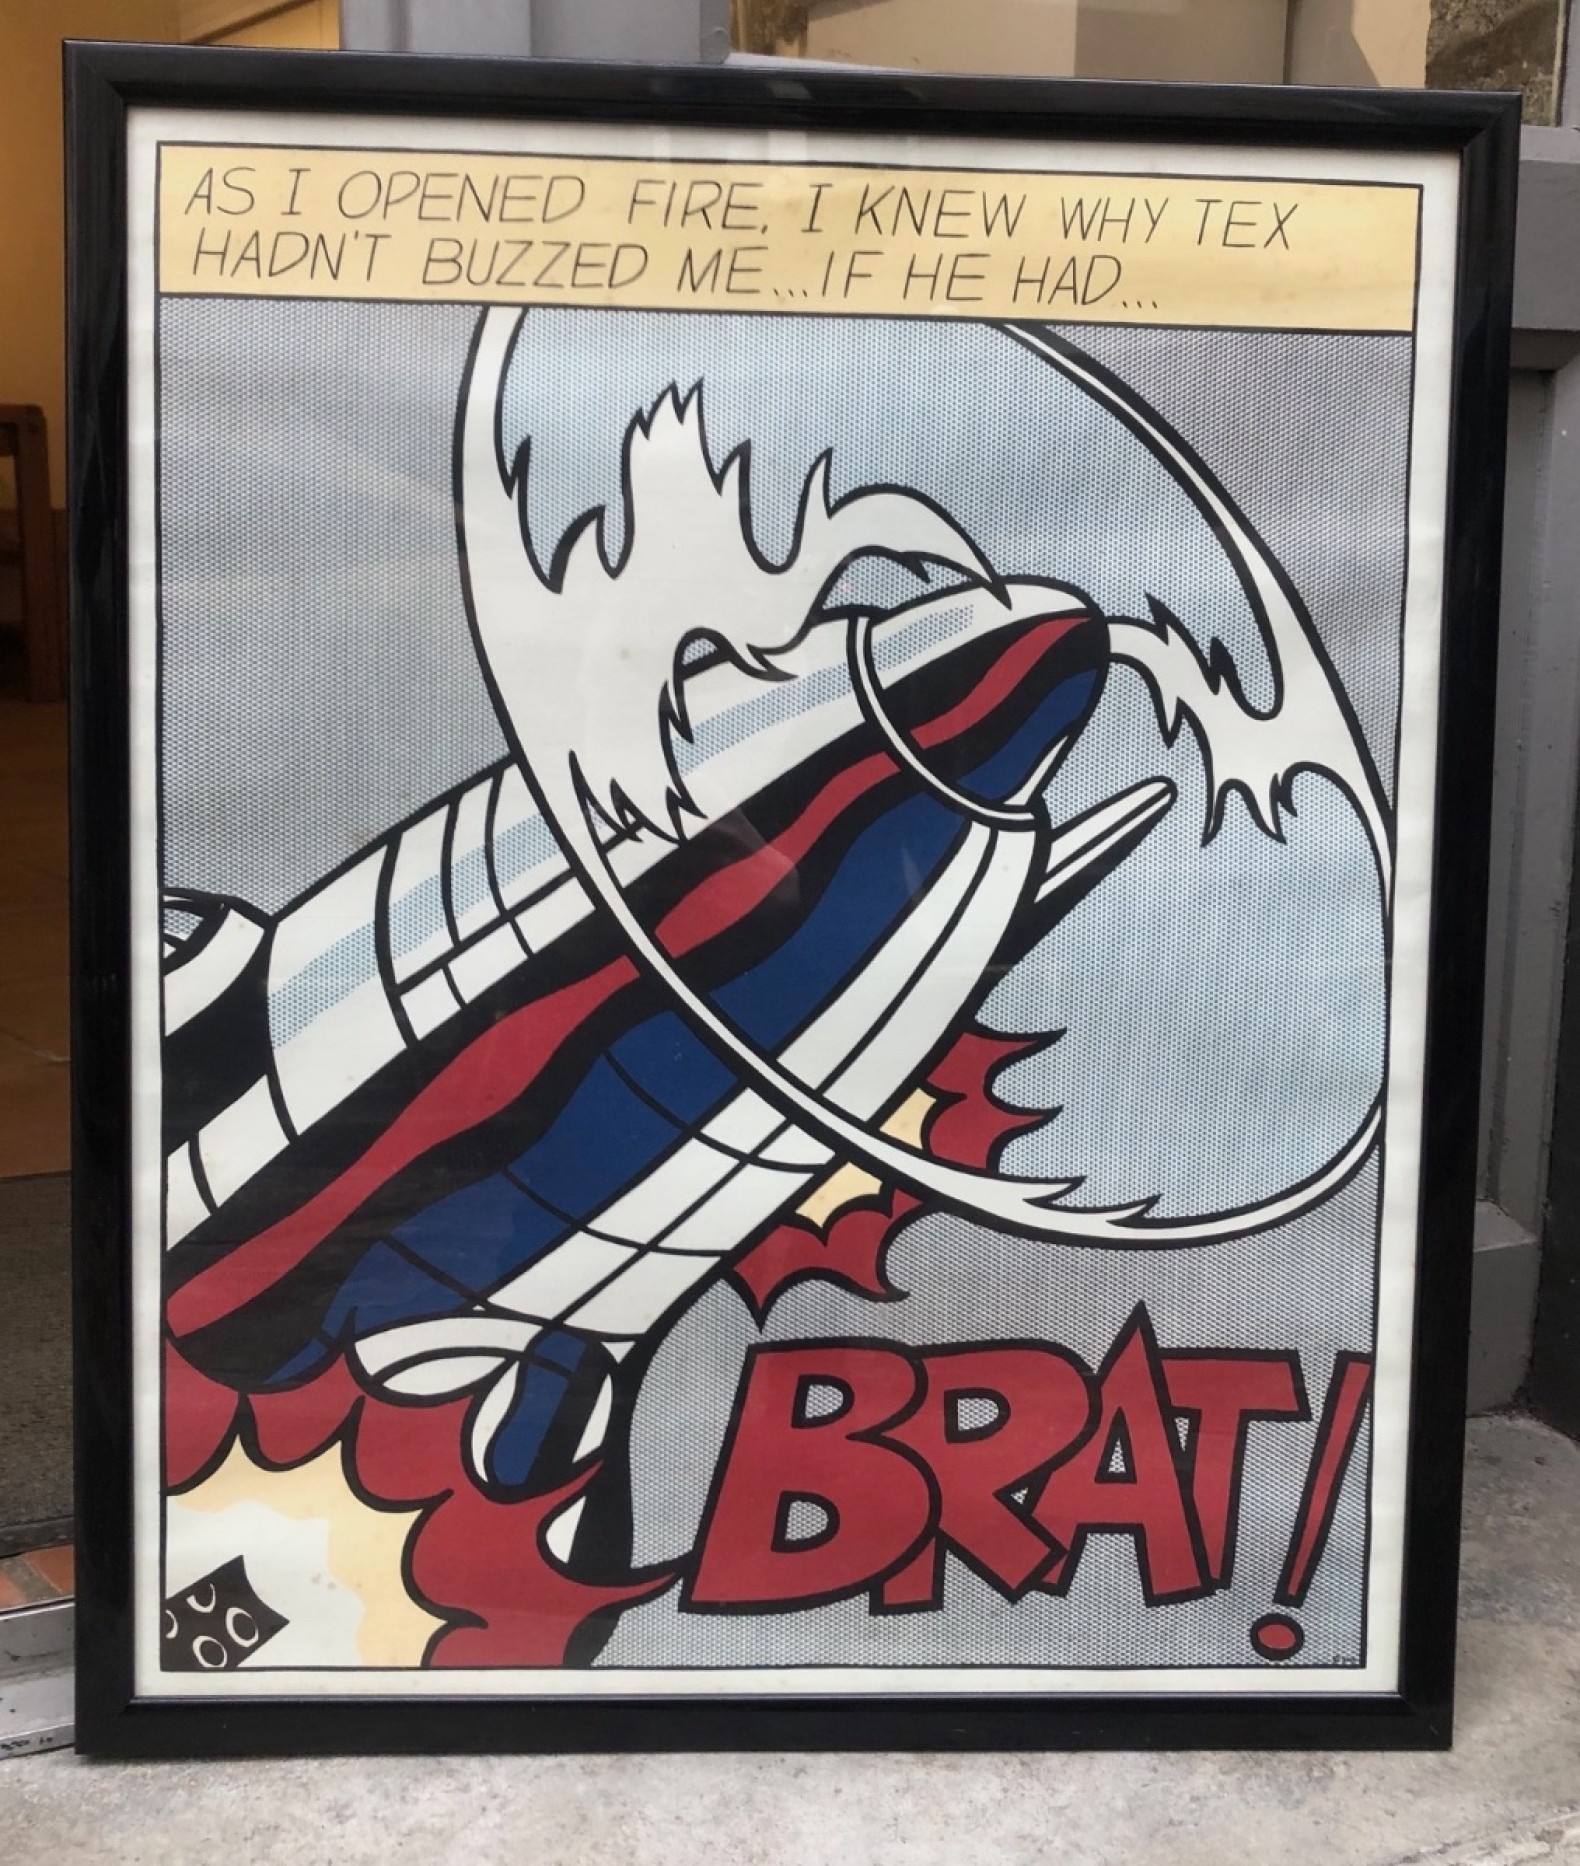 AS I OPENED FIRE, I KNEW WHY TEX
HADN'T BUZZED ME...IF HE HAD...
BRAT!